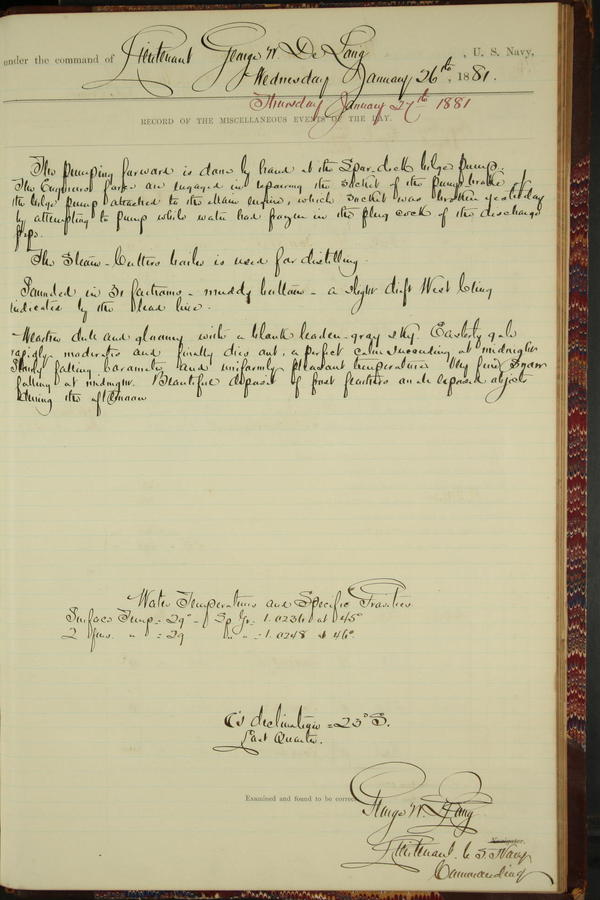 under the command of Lieutenant George W. De Long, U. S. Navy,
Wednesday January 26th, 1881.
Thursday January 27th 1881
RECORD OF THE MISCELLANEOUS EVENTS OF THE DAY.
The pumping forward is done by hand at the Spar-deck bilge pump.
The Engineers force are engaged in repairing the socket of the pump brake of
the bilge pump attached to the Main engine, which socket was broken yesterday
by attempting to pump while water had frozen in the plug cock of the discharge
pipe.
The Steam-Cutters boiler is used for distilling.
Sounded in 31 fathoms - muddy bottom - a slight drift West being
indicated by the lead line.
Weather dull and gloomy with a blank leaden-gray sky. Easterly gale
rapidly moderates and finally dies out, a perfect calm succeeding at midnight
Slowly falling barometer and uniformly pleasant temperature. Very fine Snow
falling at midnight. Beautiful deposit of frost feathers on all exposed objects
during the afternoon
Water Temperatures and Specific Gravities
Surface Temp = 29° - Sp Gr = 1.0236 at 45°
2 fms. " = 29 " " = 1.0248 at 46°.
☾'s declination = 23° S.
Last Quarter.
Examined and found to be correct.
George W. De Long
Navigator.
Lieutenant U. S. Navy
Commanding